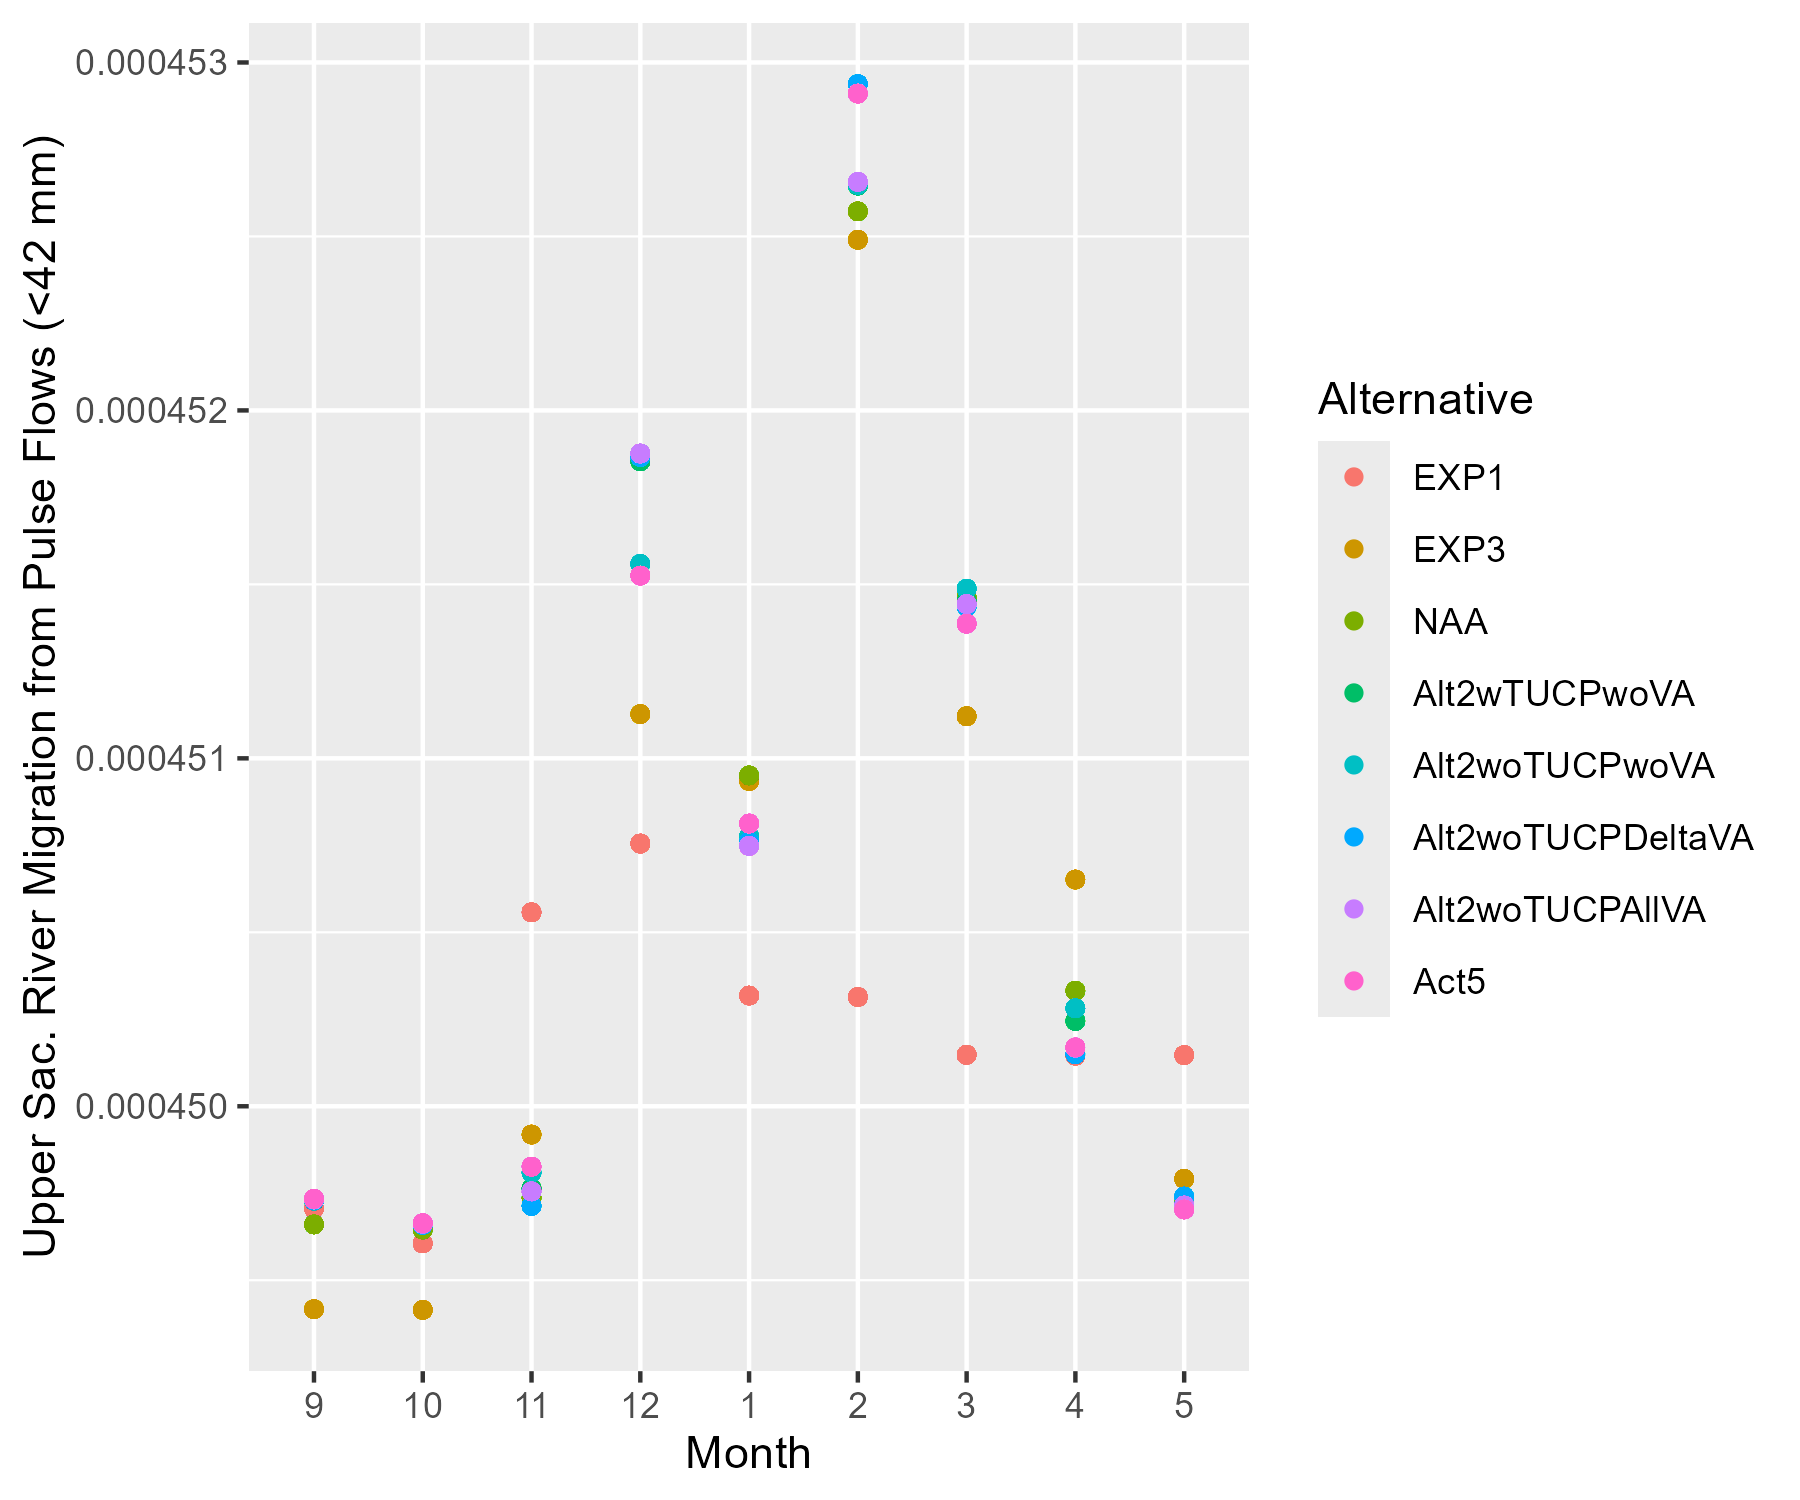 Upper Sac. River Migration from Pulse Flows (<42 mm)
0.000453
0.000452
0.000451
0.000450
9 10 11 12 1 2 3 4 5
Month
Alternative
EXP1
EXP3
NAA
Alt2wTUCPwoVA
Alt2woTUCPwoVA
Alt2woTUCPDeltaVA
Alt2woTUCPAllVA
Act5